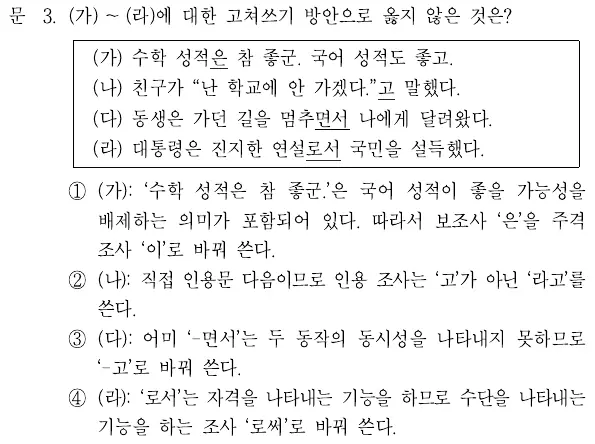 문 3. (가) ~ (라)에 대한 고쳐쓰기 방안으로 옳지 않은 것은?
(가) 수학 성적은 참 좋군. 국어 성적도 좋고.
(나) 친구가 “난 학교에 안 가겠다.”고 말했다.
(다) 동생은 가던 길을 멈추면서 나에게 달려왔다.
(라) 대통령은 진지한 연설로서 국민을 설득했다.
① (가): ‘수학 성적은 참 좋군.’은 국어 성적이 좋을 가능성을
배제하는 의미가 포함되어 있다. 따라서 보조사 ‘은’을 주격
조사 ‘이’로 바꿔 쓴다.
② (나): 직접 인용문 다음이므로 인용 조사는 ‘고’가 아닌 ‘라고’를
쓴다.
③ (다): 어미 ‘-면서’는 두 동작의 동시성을 나타내지 못하므로
‘-고’로 바꿔 쓴다.
④ (라): ‘로서’는 자격을 나타내는 기능을 하므로 수단을 나타내는
기능을 하는 조사 ‘로써’로 바꿔 쓴다.